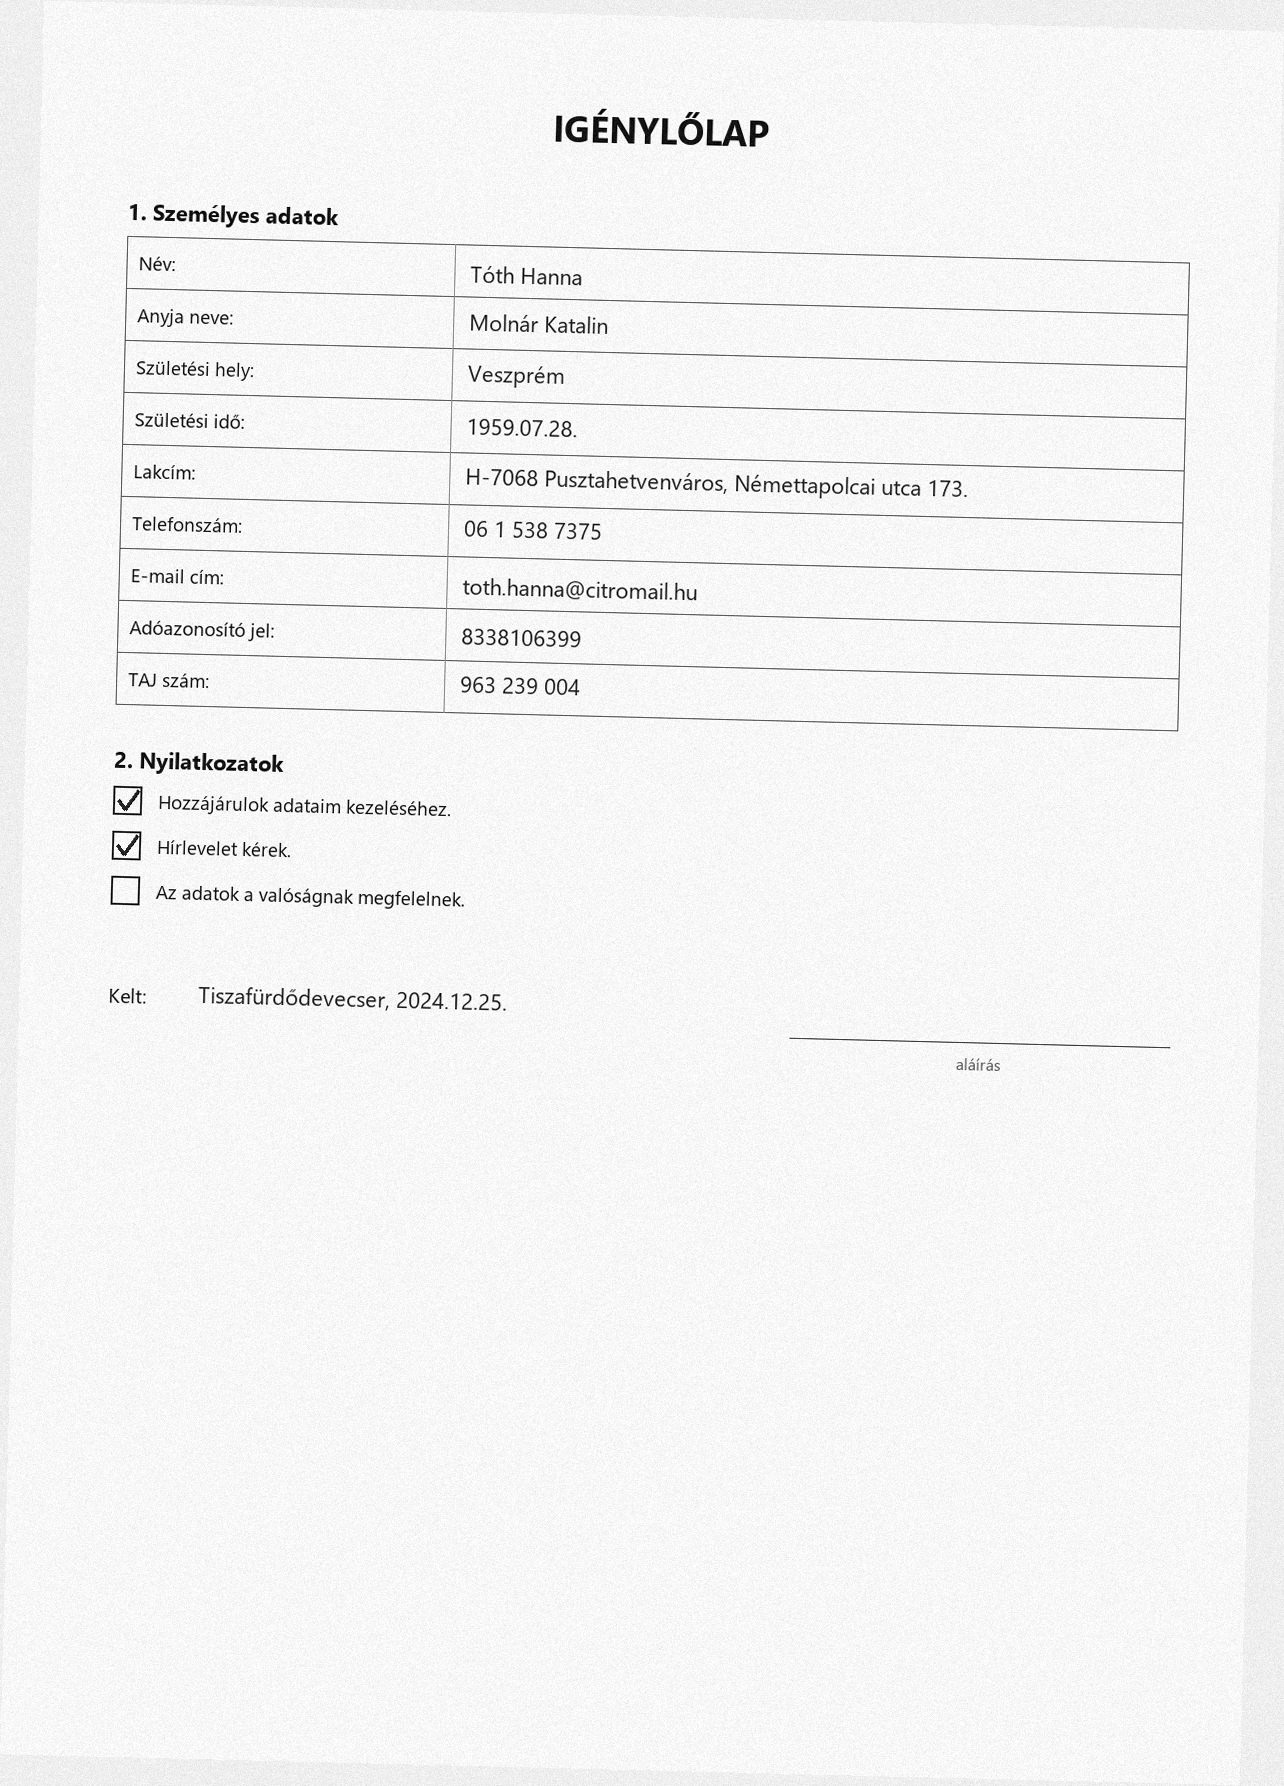 IGÉNYLŐLAP
1. Személyes adatok
Név: Tóth Hanna
Anyja neve: Molnár Katalin
Születési hely: Veszprém
Születési idő: 1959.07.28.
Lakcím: H-7068 Pusztahetvenváros, Némettapolcai utca 173.
Telefonszám: 06 1 538 7375
E-mail cím: toth.hanna@citromail.hu
Adóazonosító jel: 8338106399
TAJ szám: 963 239 004
2. Nyilatkozatok
Hozzájárulok adataim kezeléséhez.
Hírlevelet kérek.
Az adatok a valóságnak megfelelnek.
Kelt: Tiszafürdődevecser, 2024.12.25.
aláírás